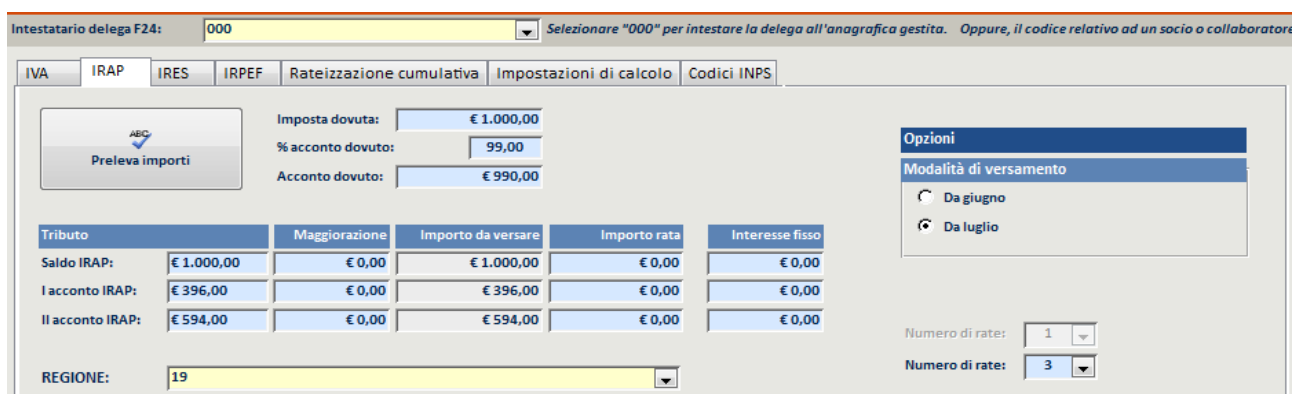 Intestatario delega F24: 000 Selezionare "000" per intestare la delega all'anagrafica gestita. Oppure, il codice relativo ad un socio o collaboratore
IVA IRAP IRES IRPEF Rateizzazione cumulativa Impostazioni di calcolo Codici INPS
ABC
Preleva importi
Imposta dovuta: € 1.000,00
% acconto dovuto: 99,00
Acconto dovuto: € 990,00
Opzioni
Modalità di versamento
Da giugno
Da luglio
Tributo Maggiorazione Importo da versare Importo rata Interesse fisso
Saldo IRAP: € 1.000,00 € 0,00 € 1.000,00 € 0,00 € 0,00
I acconto IRAP: € 396,00 € 0,00 € 396,00 € 0,00 € 0,00
II acconto IRAP: € 594,00 € 0,00 € 594,00 € 0,00 € 0,00
Numero di rate: 1
Numero di rate: 3
REGIONE: 19